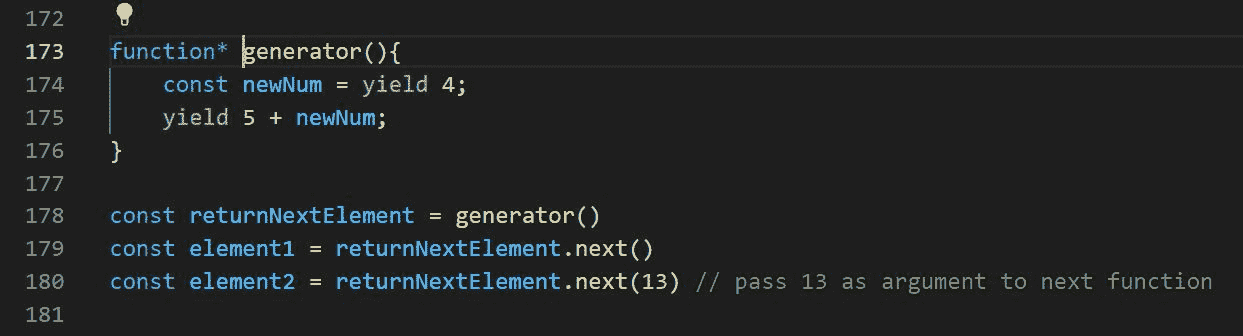 172
173 function* generator(){
174     const newNum = yield 4;
175     yield 5 + newNum;
176 }
177
178 const returnNextElement = generator()
179 const element1 = returnNextElement.next()
180 const element2 = returnNextElement.next(13) // pass 13 as argument to next function
181